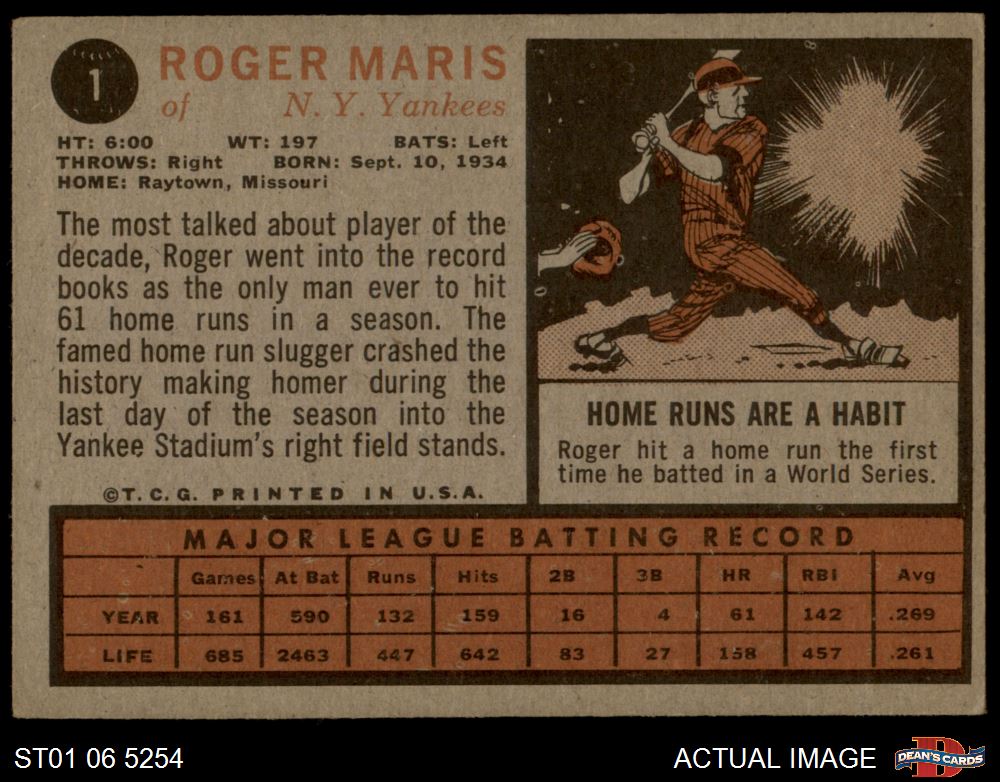 1
ROGER MARIS
of N. Y. Yankees
HT: 6:00 WT: 197 BATS: Left
THROWS: Right BORN: Sept. 10, 1934
HOME: Raytown, Missouri
The most talked about player of the
decade, Roger went into the record
books as the only man ever to hit
61 home runs in a season. The
famed home run slugger crashed the
history making homer during the
last day of the season into the
Yankee Stadium's right field stands.
©T. C. G. PRINTED IN U.S.A.
HOME RUNS ARE A HABIT
Roger hit a home run the first
time he batted in a World Series.
MAJOR LEAGUE BATTING RECORD
Games At Bat Runs Hits 2B 3B HR RBI Avg
YEAR 161 590 132 159 16 4 61 142 .269
LIFE 685 2463 447 642 83 27 158 457 .261
ST01 06 5254
ACTUAL IMAGE
D
DEAN'S CARDS